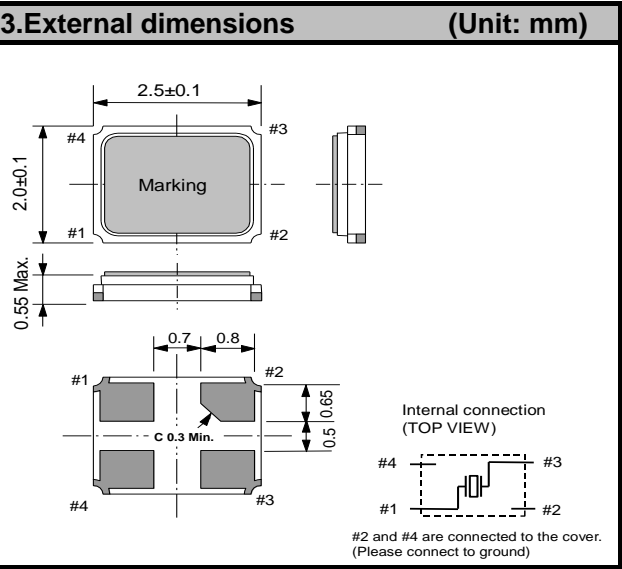 3.External dimensions (Unit: mm)
2.5±0.1
#4 #3
2.0±0.1
Marking
#1 #2
0.55 Max.
0.7 0.8
#1 #2
0.65
C 0.3 Min.
0.5
#4 #3
Internal connection
(TOP VIEW)
#4 #3
#1 #2
#2 and #4 are connected to the cover.
(Please connect to ground)